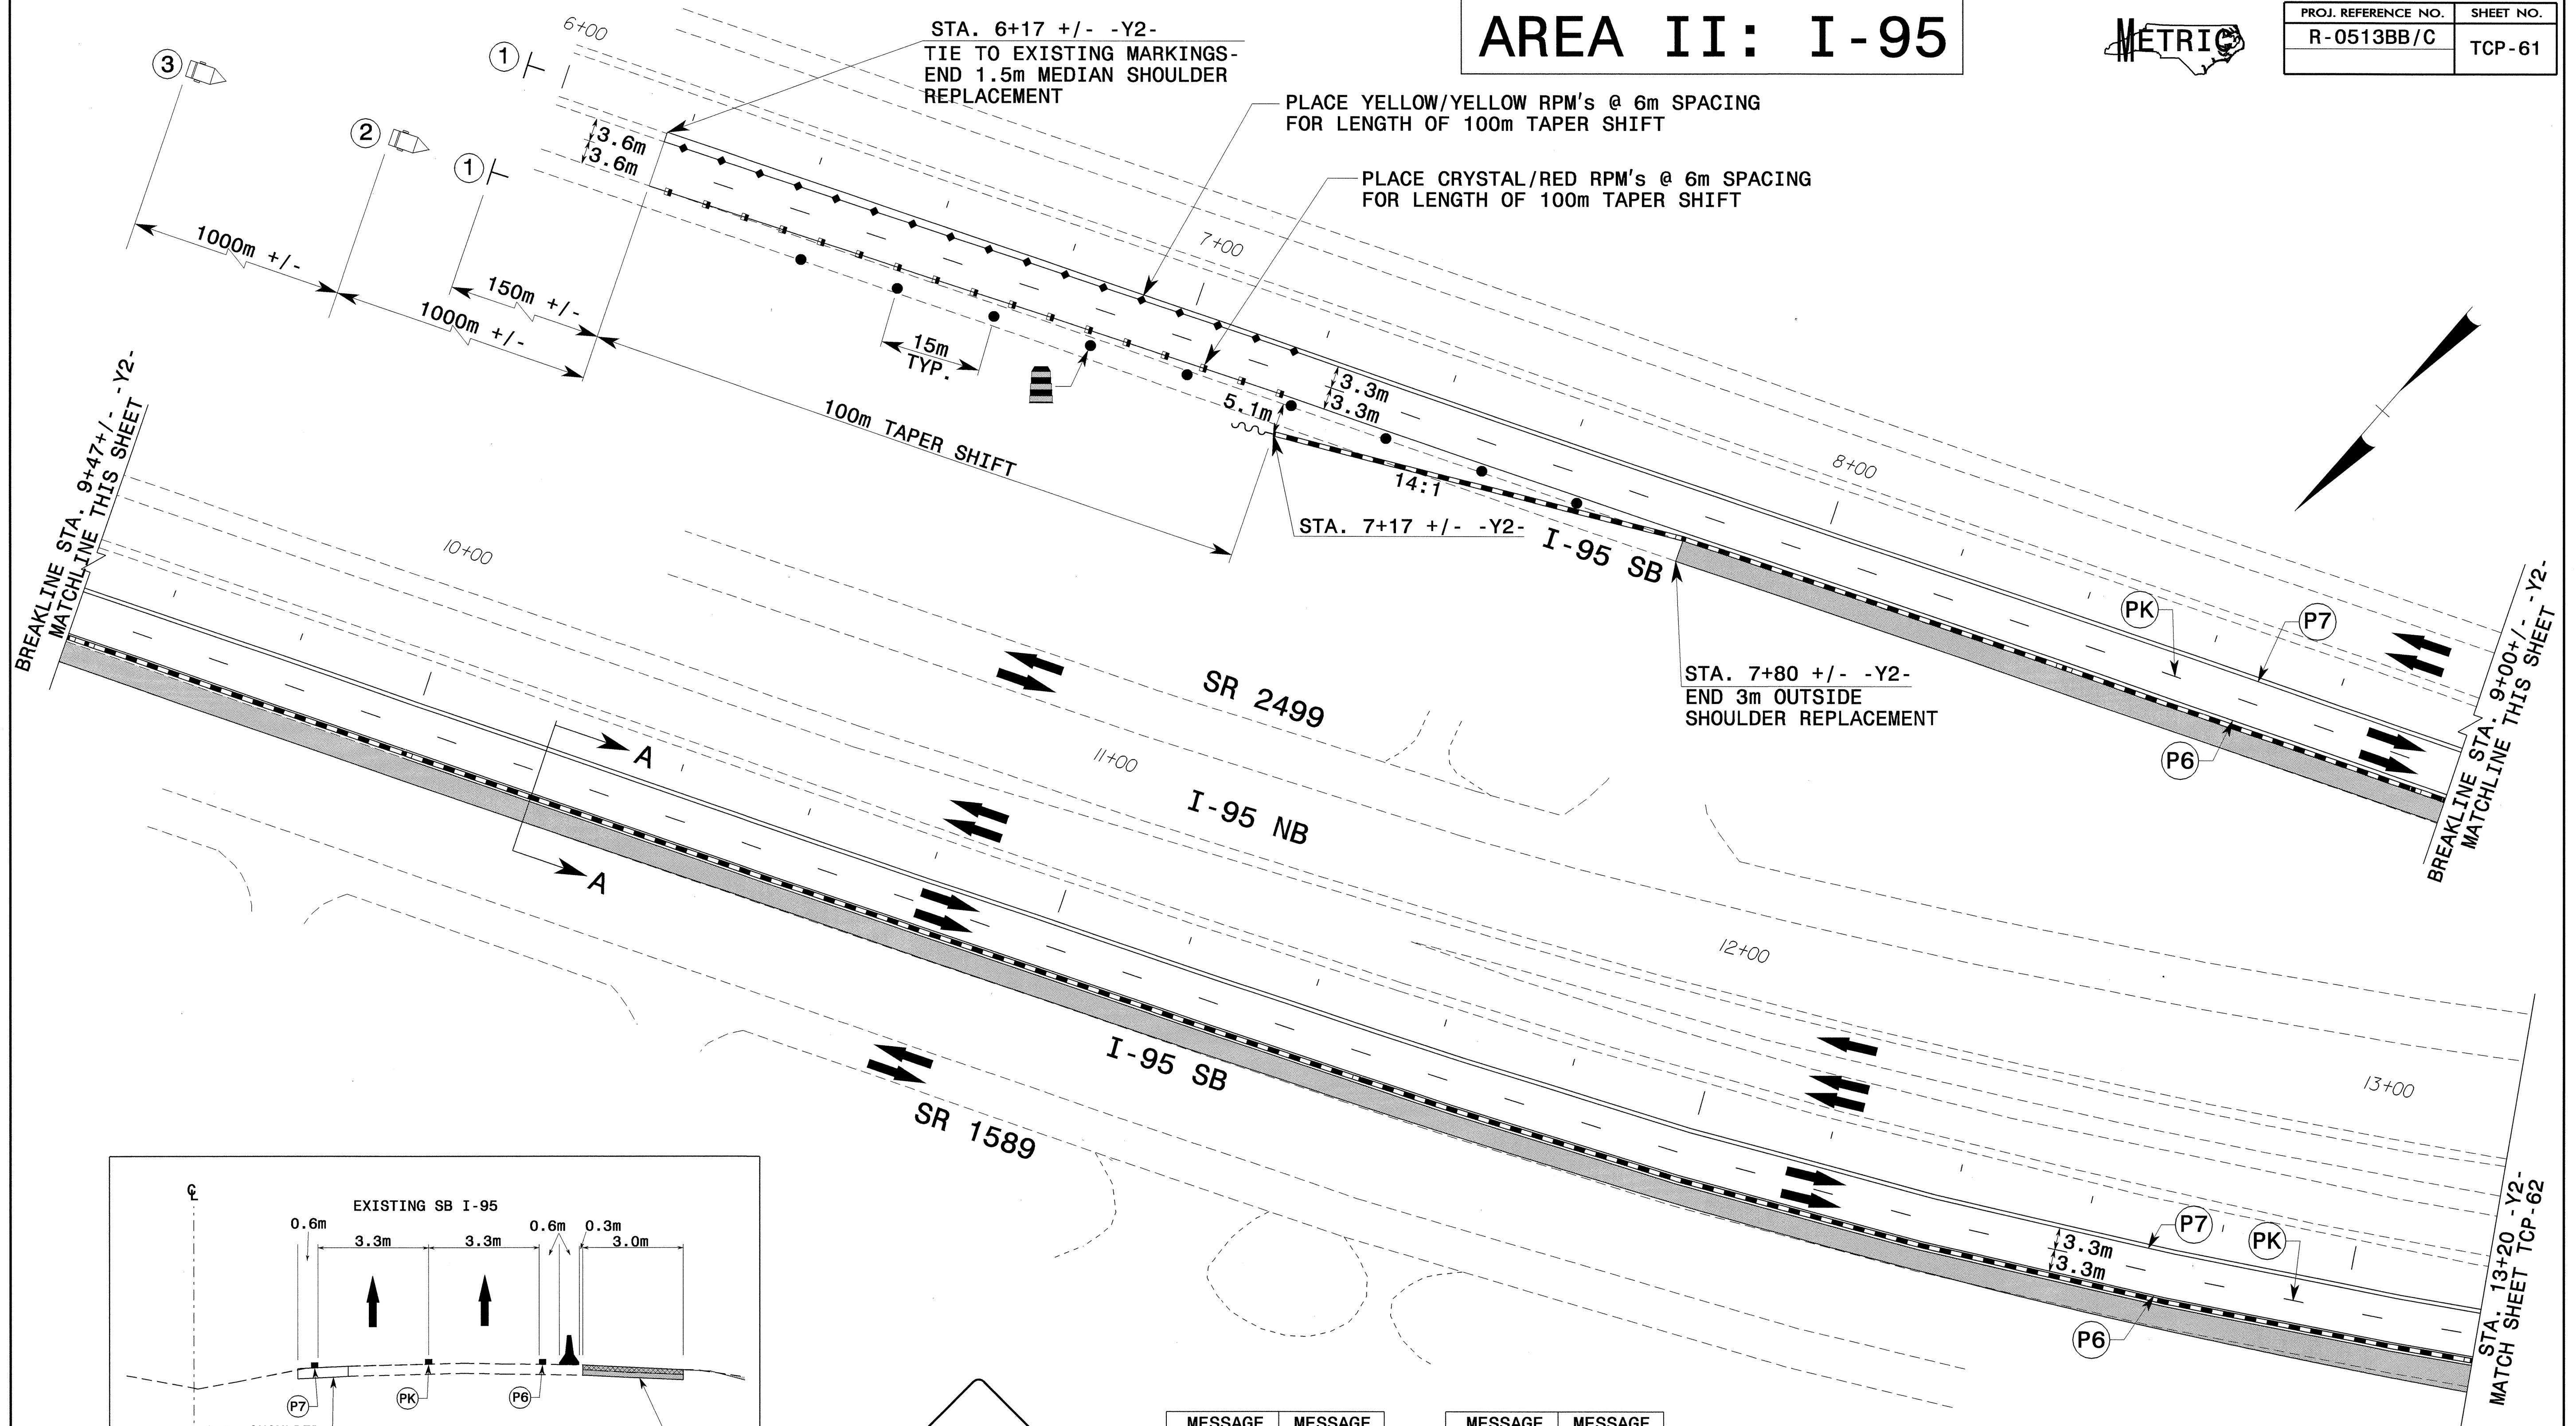 AREA II: I-95
METRIC
PROJ. REFERENCE NO.
SHEET NO.
R-0513BB/C
TCP-61
6+00
STA. 6+17 +/- -Y2-
TIE TO EXISTING MARKINGS-
END 1.5m MEDIAN SHOULDER
REPLACEMENT
PLACE YELLOW/YELLOW RPM's @ 6m SPACING
FOR LENGTH OF 100m TAPER SHIFT
PLACE CRYSTAL/RED RPM's @ 6m SPACING
FOR LENGTH OF 100m TAPER SHIFT
3
2
1
1
3.6m
3.6m
1000m +/-
150m +/-
1000m +/-
15m
TYP.
100m TAPER SHIFT
7+00
3.3m
3.3m
5.1m
14:1
STA. 7+17 +/- -Y2-
I-95 SB
8+00
PK
P7
P6
STA. 7+80 +/- -Y2-
END 3m OUTSIDE
SHOULDER REPLACEMENT
BREAKLINE STA. 9+00+/- -Y2-
MATCHLINE THIS SHEET
BREAKLINE STA. 9+47+/- -Y2-
MATCHLINE THIS SHEET
10+00
A
A
SR 2499
11+00
I-95 NB
12+00
13+00
I-95 SB
SR 1589
P7
PK
3.3m
3.3m
P6
STA. 13+20 -Y2-
MATCH SHEET TCP-62
CL
EXISTING SB I-95
0.6m
0.6m
0.3m
3.3m
3.3m
3.0m
P7
PK
P6
MESSAGE
MESSAGE
MESSAGE
MESSAGE